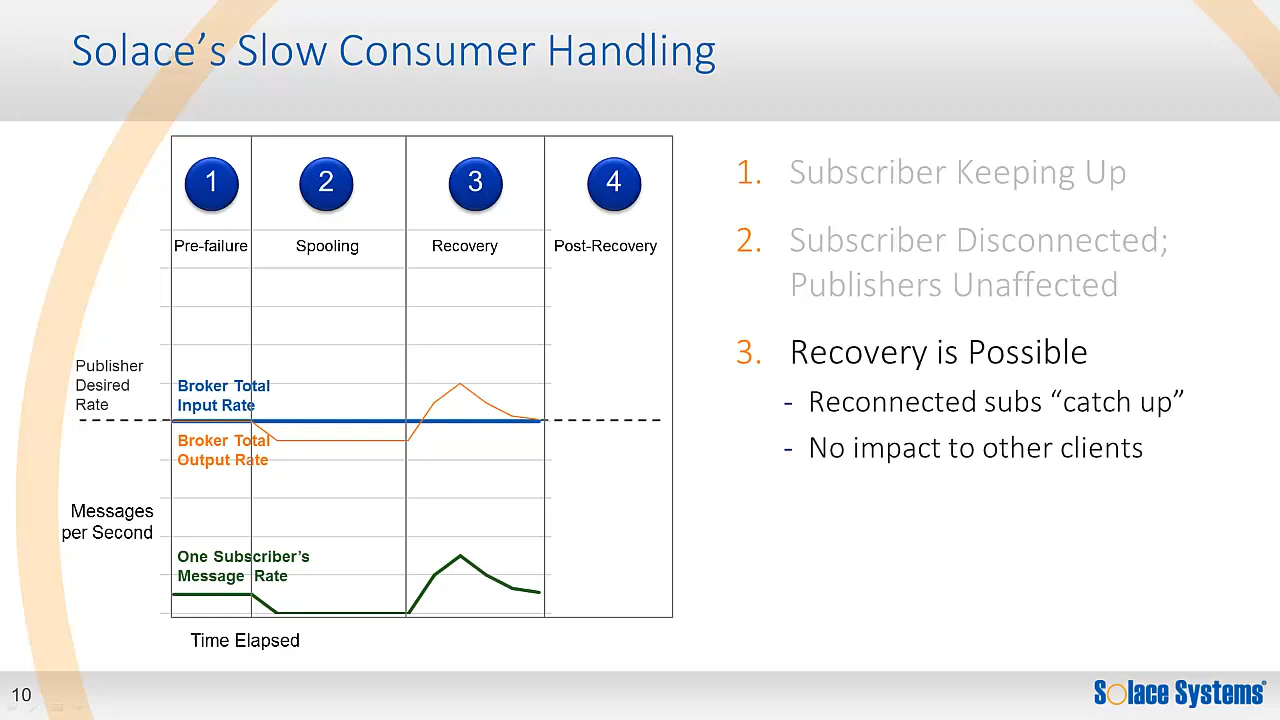 Solace’s Slow Consumer Handling
1
2
3
4
Pre-failure
Spooling
Recovery
Post-Recovery
Publisher
Desired
Rate
Broker Total
Input Rate
Broker Total
Output Rate
Messages
per Second
One Subscriber’s
Message Rate
Time Elapsed
1. Subscriber Keeping Up
2. Subscriber Disconnected;
Publishers Unaffected
3. Recovery is Possible
- Reconnected subs “catch up”
- No impact to other clients
10
Solace Systems®